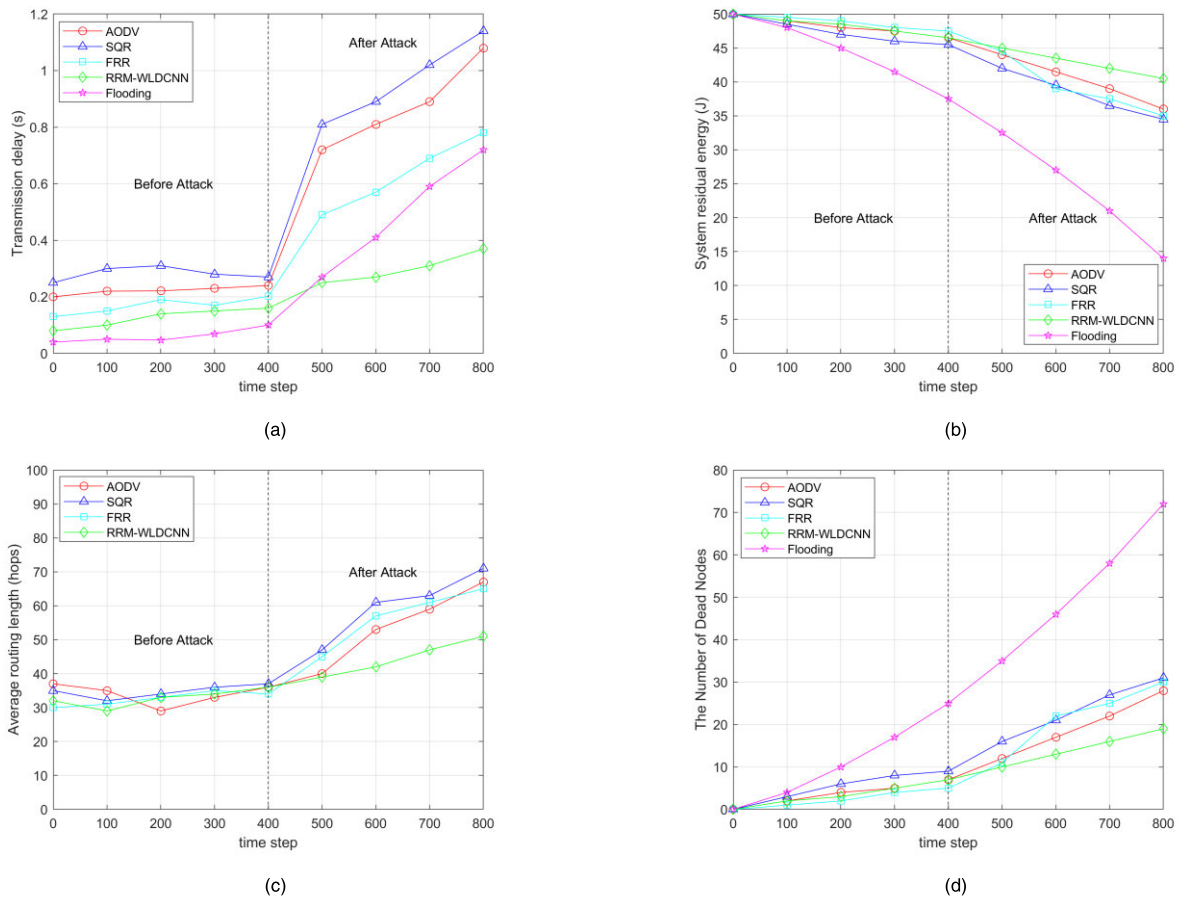 1.4
1.2
1
0.8
0.6
0.4
0.2
0
Transmission delay (s)
AODV
SQR
FRR
RRM-WLDCNN
Flooding
Before Attack
After Attack
0 100 200 300 400 500 600 700 800
time step
(a)
50
45
40
35
30
25
20
15
10
5
0
System residual energy (J)
Before Attack
After Attack
AODV
SQR
FRR
RRM-WLDCNN
Flooding
0 100 200 300 400 500 600 700 800
time step
(b)
100
90
80
70
60
50
40
30
20
10
0
Average routing length (hops)
AODV
SQR
FRR
RRM-WLDCNN
Before Attack
After Attack
0 100 200 300 400 500 600 700 800
time step
(c)
80
70
60
50
40
30
20
10
0
The Number of Dead Nodes
AODV
SQR
FRR
RRM-WLDCNN
Flooding
0 100 200 300 400 500 600 700 800
time step
(d)